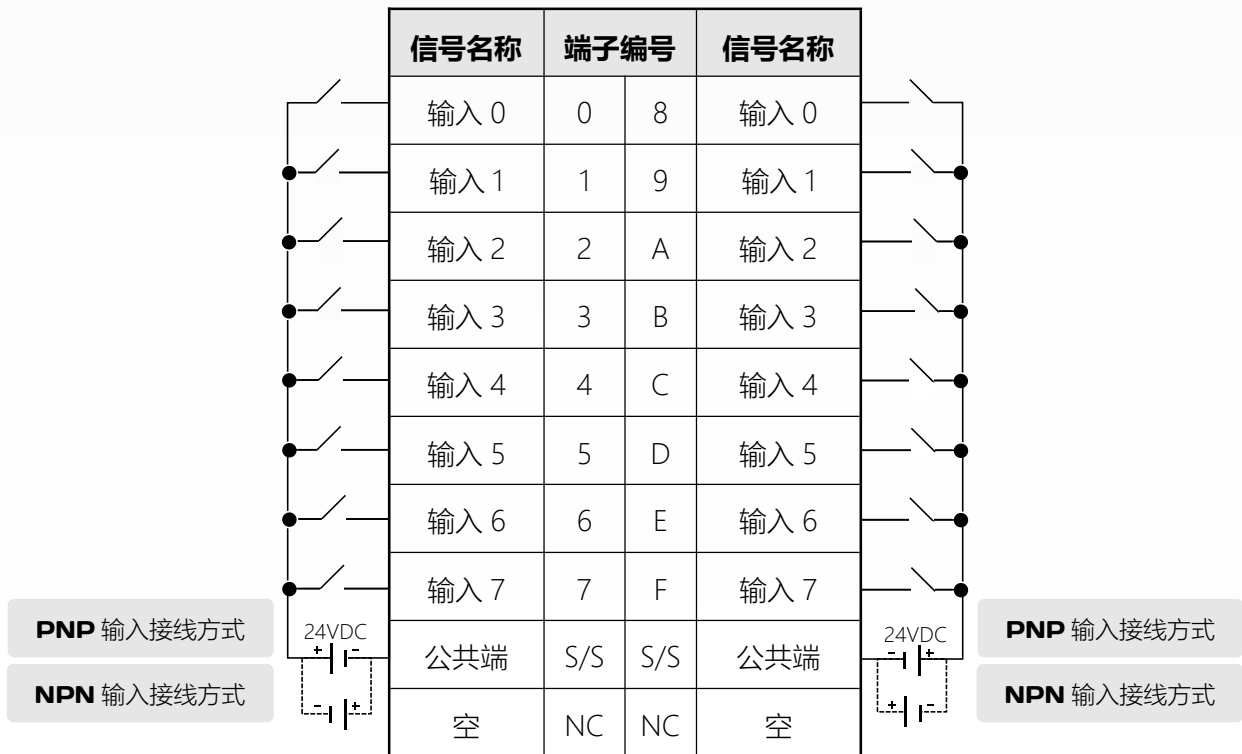 信号名称 端子编号 信号名称
输入 0 0 8 输入 0
输入 1 1 9 输入 1
输入 2 2 A 输入 2
输入 3 3 B 输入 3
输入 4 4 C 输入 4
输入 5 5 D 输入 5
输入 6 6 E 输入 6
输入 7 7 F 输入 7
PNP 输入接线方式 24VDC 公共端 S/S S/S 公共端 24VDC PNP 输入接线方式
+ - - +
NPN 输入接线方式 空 NC NC 空 NPN 输入接线方式
- + + -